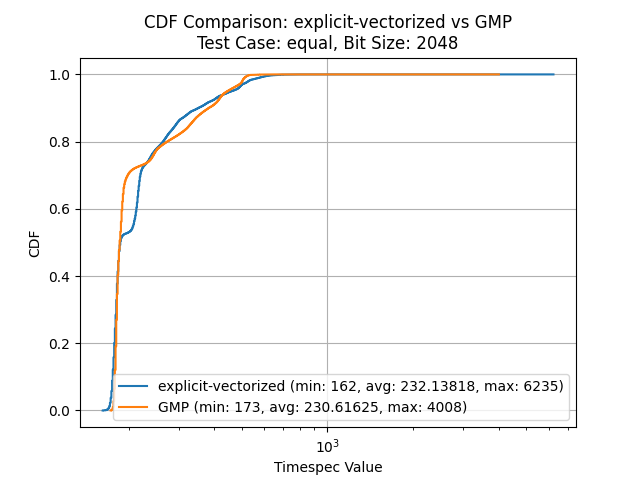 CDF Comparison: explicit-vectorized vs GMP
Test Case: equal, Bit Size: 2048
1.0
0.8
0.6
0.4
0.2
0.0
CDF
explicit-vectorized (min: 162, avg: 232.13818, max: 6235)
GMP (min: 173, avg: 230.61625, max: 4008)
10³
Timespec Value